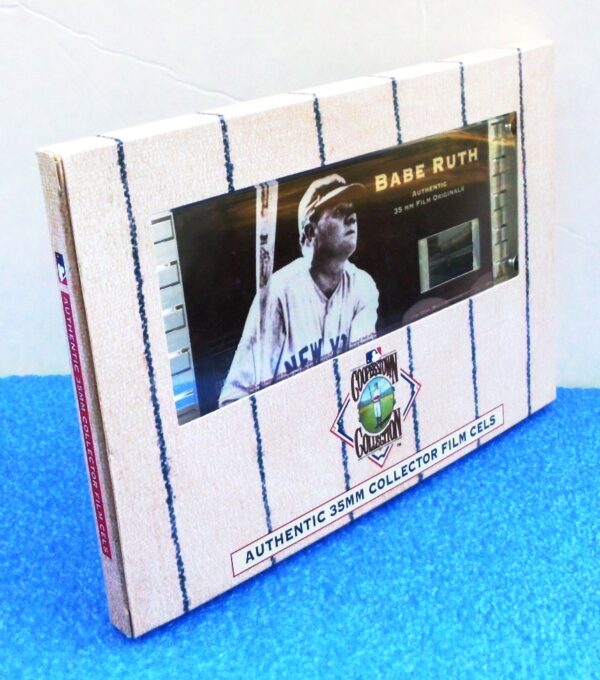 BABE RUTH
AUTHENTIC
35 MM FILM ORIGINALS
NEW YO
COOPERSTOWN
COLLECTION
TM
AUTHENTIC 35MM COLLECTOR FILM CELS
AUTHENTIC 35MM COLLECTOR FILM CELS